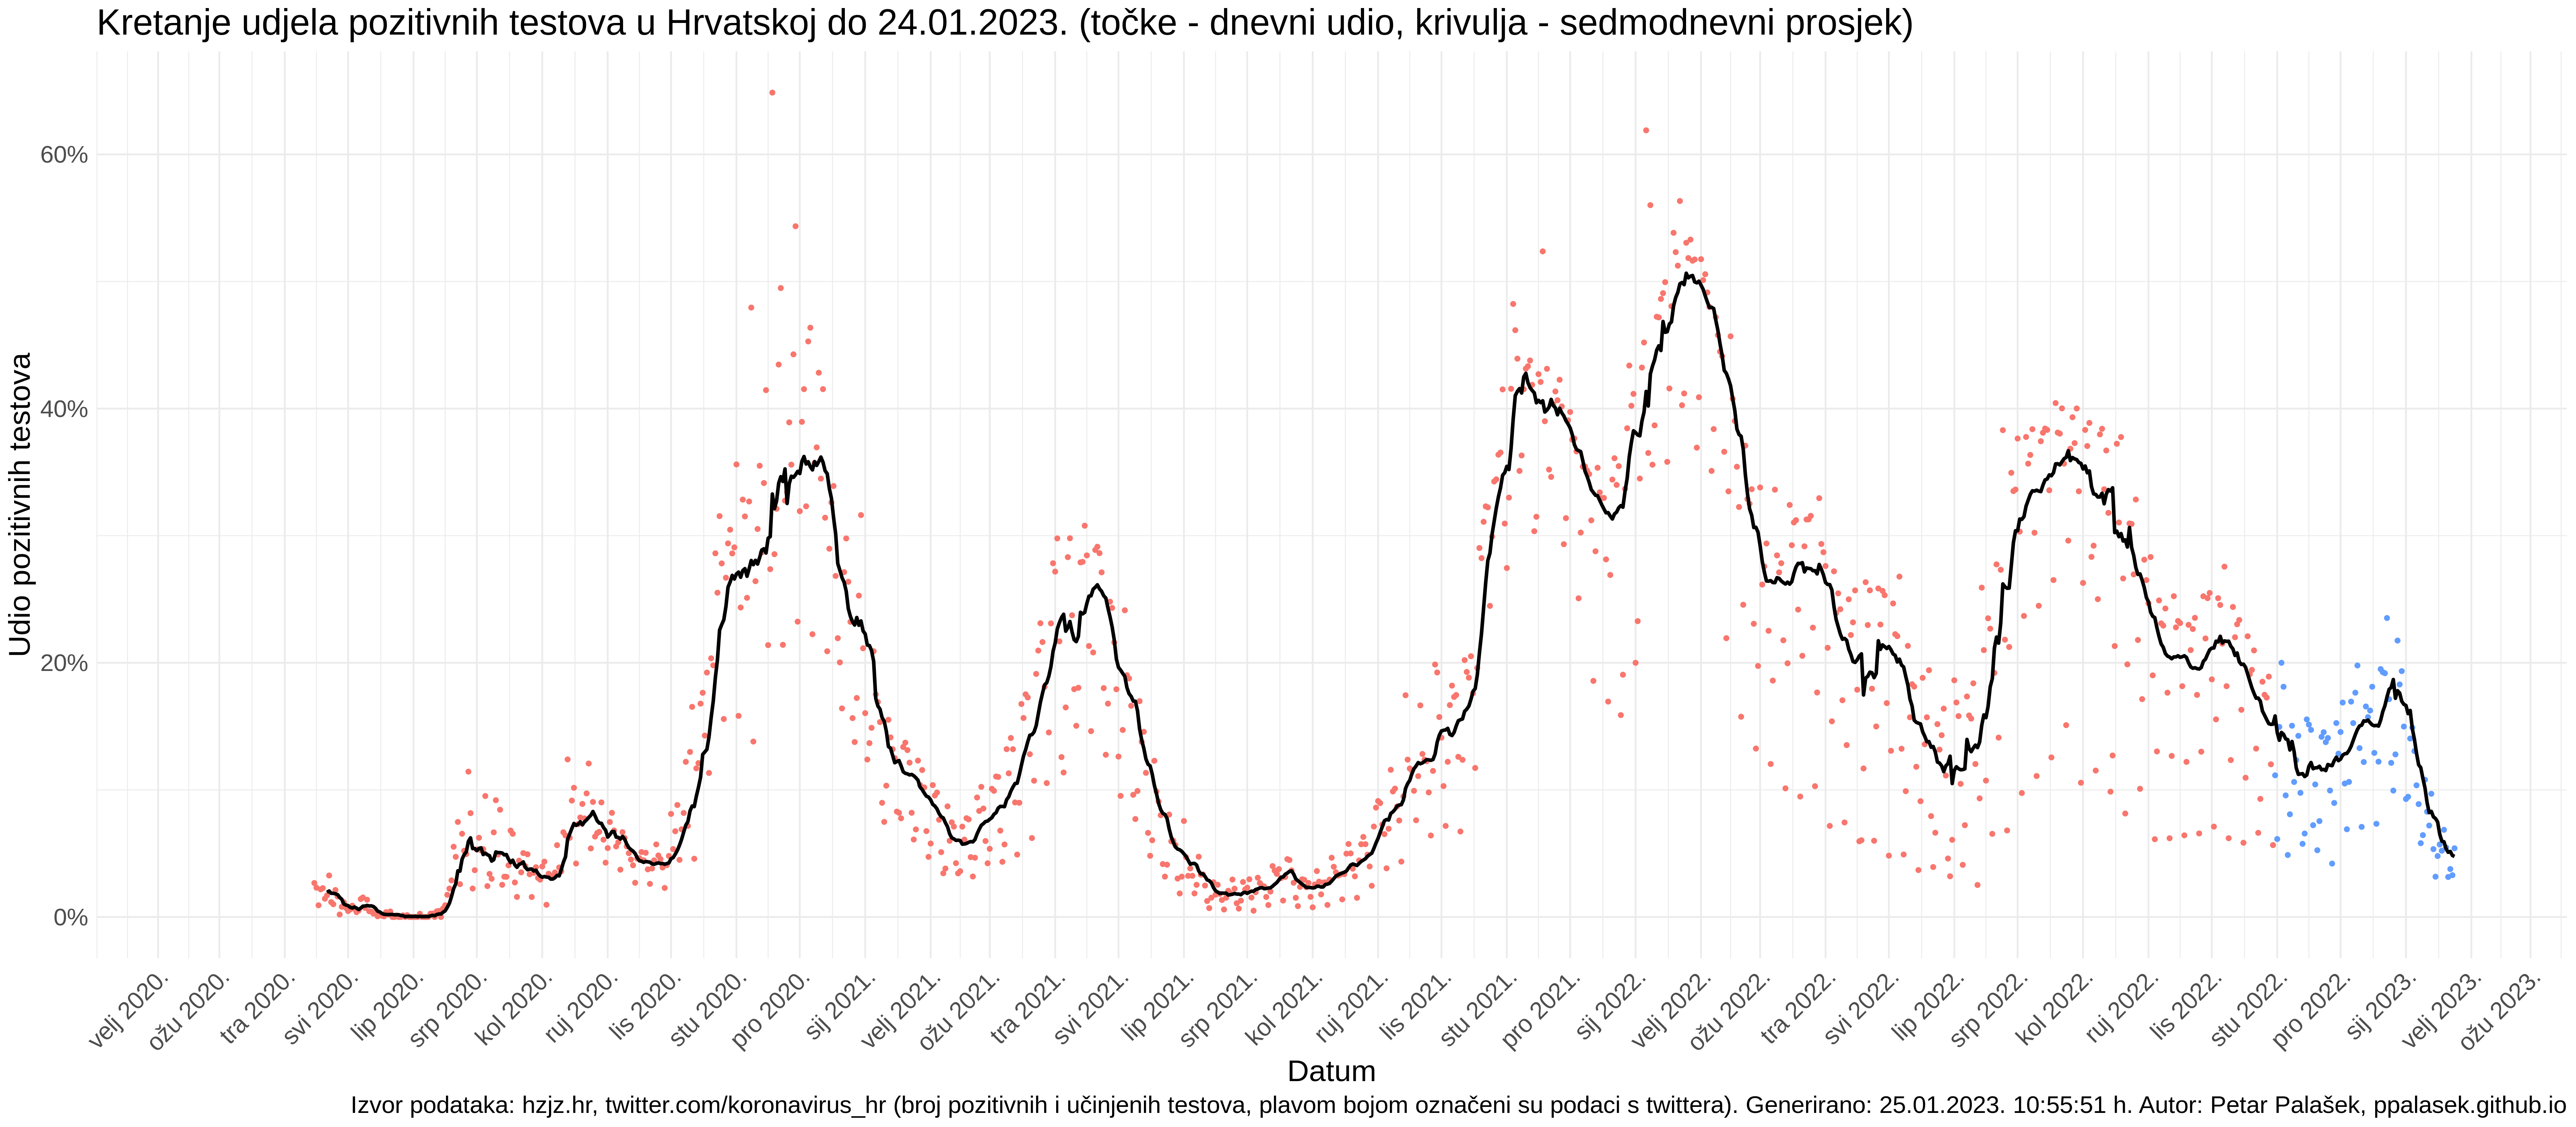 Kretanje udjela pozitivnih testova u Hrvatskoj do 24.01.2023. (točke - dnevni udio, krivulja - sedmodnevni prosjek)
Udio pozitivnih testova
60%
40%
20%
0%
velj 2020.
ožu 2020.
tra 2020.
svi 2020.
lip 2020.
srp 2020.
kol 2020.
ruj 2020.
lis 2020.
stu 2020.
pro 2020.
sij 2021.
velj 2021.
ožu 2021.
tra 2021.
svi 2021.
lip 2021.
srp 2021.
kol 2021.
ruj 2021.
lis 2021.
stu 2021.
pro 2021.
sij 2022.
velj 2022.
ožu 2022.
tra 2022.
svi 2022.
lip 2022.
srp 2022.
kol 2022.
ruj 2022.
lis 2022.
stu 2022.
pro 2022.
sij 2023.
velj 2023.
ožu 2023.
Datum
Izvor podataka: hzjz.hr, twitter.com/koronavirus_hr (broj pozitivnih i učinjenih testova, plavom bojom označeni su podaci s twittera). Generirano: 25.01.2023. 10:55:51 h. Autor: Petar Palašek, ppalasek.github.io